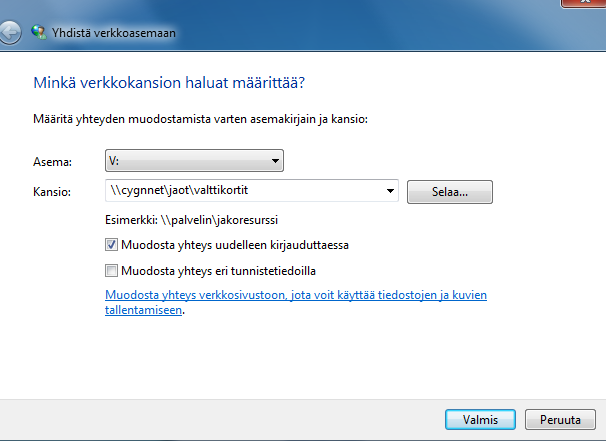 Yhdistä verkkoasemaan
Minkä verkkokansion haluat määrittää?
Määritä yhteyden muodostamista varten asemakirjain ja kansio:
Asema: V:
Kansio: \\cygnnet\jaot\valttikortit Selaa...
Esimerkki: \\palvelin\jakoresurssi
Muodosta yhteys uudelleen kirjauduttaessa
Muodosta yhteys eri tunnistetiedoilla
Muodosta yhteys verkkosivustoon, jota voit käyttää tiedostojen ja kuvien
tallentamiseen.
Valmis Peruuta